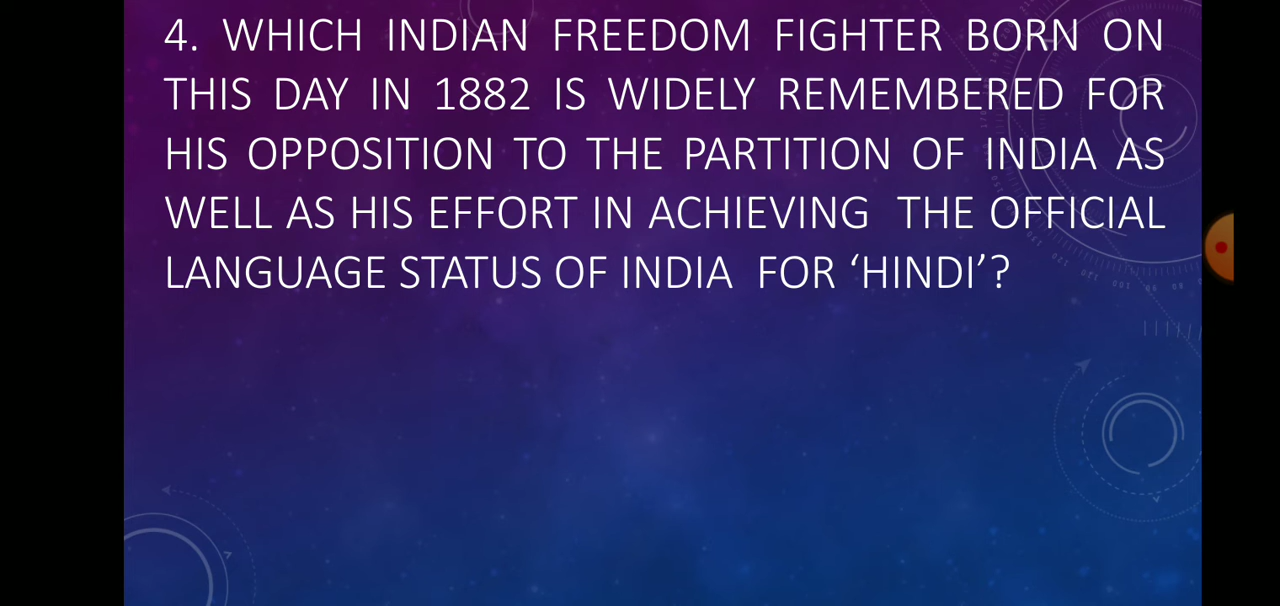 4. WHICH INDIAN FREEDOM FIGHTER BORN ON
THIS DAY IN 1882 IS WIDELY REMEMBERED FOR
HIS OPPOSITION TO THE PARTITION OF INDIA AS
WELL AS HIS EFFORT IN ACHIEVING THE OFFICIAL
LANGUAGE STATUS OF INDIA FOR ‘HINDI’?